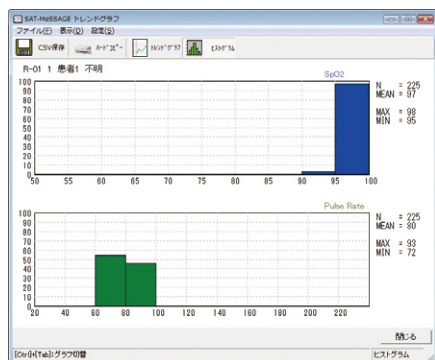 SAT-MeSSAGE トレンドグラフ
ファイル(F) 表示(D) 設定(S)
CSV保存 ハードコピー トレンドグラフ ヒストグラム
R-01 1 患者1 不明
SpO2
100
90
80
70
60
50
40
30
20
10
0
50 55 60 65 70 75 80 85 90 95 100
N = 225
MEAN = 97
MAX = 98
MIN = 95
Pulse Rate
100
90
80
70
60
50
40
30
20
10
0
20 40 60 80 100 120 140 160 180 200 220
N = 225
MEAN = 80
MAX = 93
MIN = 72
閉じる
[Ctrl]+[Tab]:グラフ切替 ヒストグラム